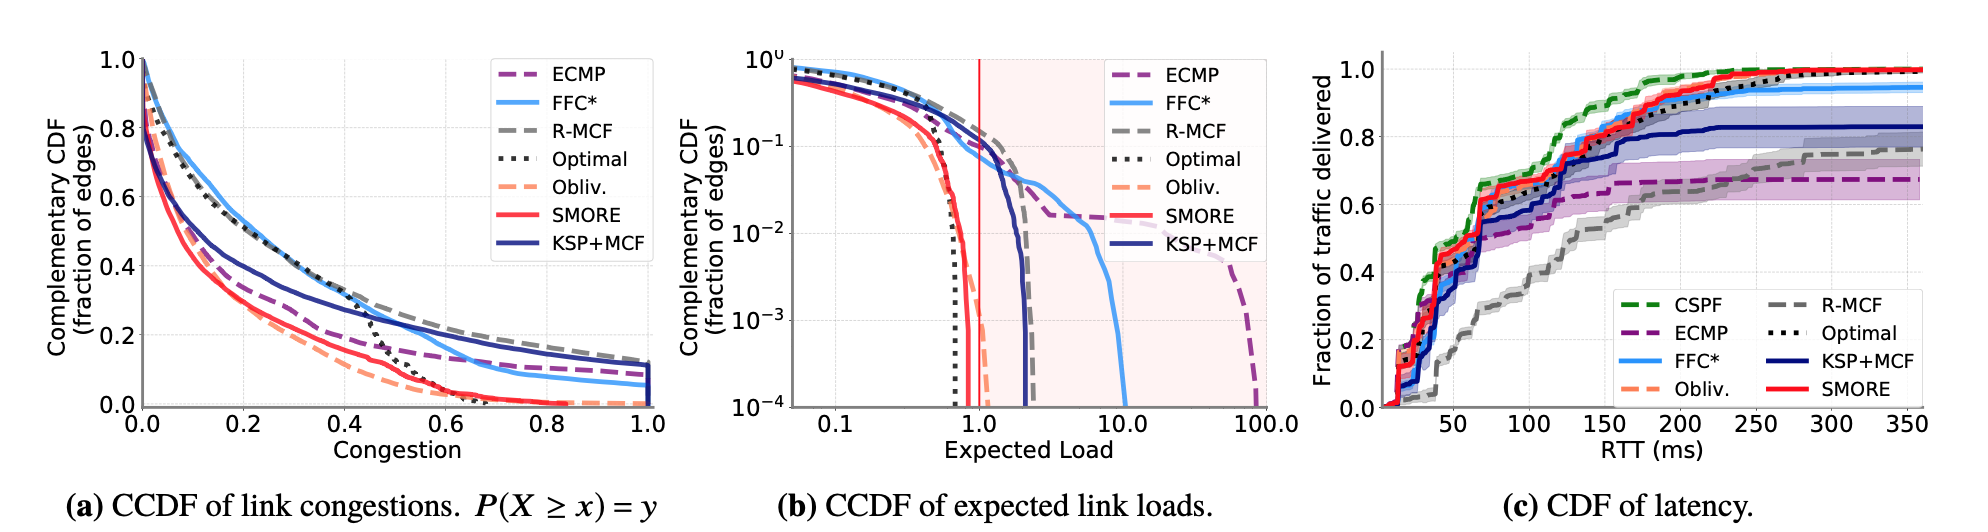 Complementary CDF
(fraction of edges)
1.0
0.8
0.6
0.4
0.2
0.0
0.0 0.2 0.4 0.6 0.8 1.0
Congestion
ECMP
FFC*
R-MCF
Optimal
Obliv.
SMORE
KSP+MCF
(a) CCDF of link congestions. P(X ≥ x) = y
Complementary CDF
(fraction of edges)
10⁰
10⁻¹
10⁻²
10⁻³
10⁻⁴
0.1 1.0 10.0 100.0
Expected Load
ECMP
FFC*
R-MCF
Optimal
Obliv.
SMORE
KSP+MCF
(b) CCDF of expected link loads.
Fraction of traffic delivered
1.0
0.8
0.6
0.4
0.2
0.0
50 100 150 200 250 300 350
RTT (ms)
CSPF
ECMP
FFC*
Obliv.
R-MCF
Optimal
KSP+MCF
SMORE
(c) CDF of latency.